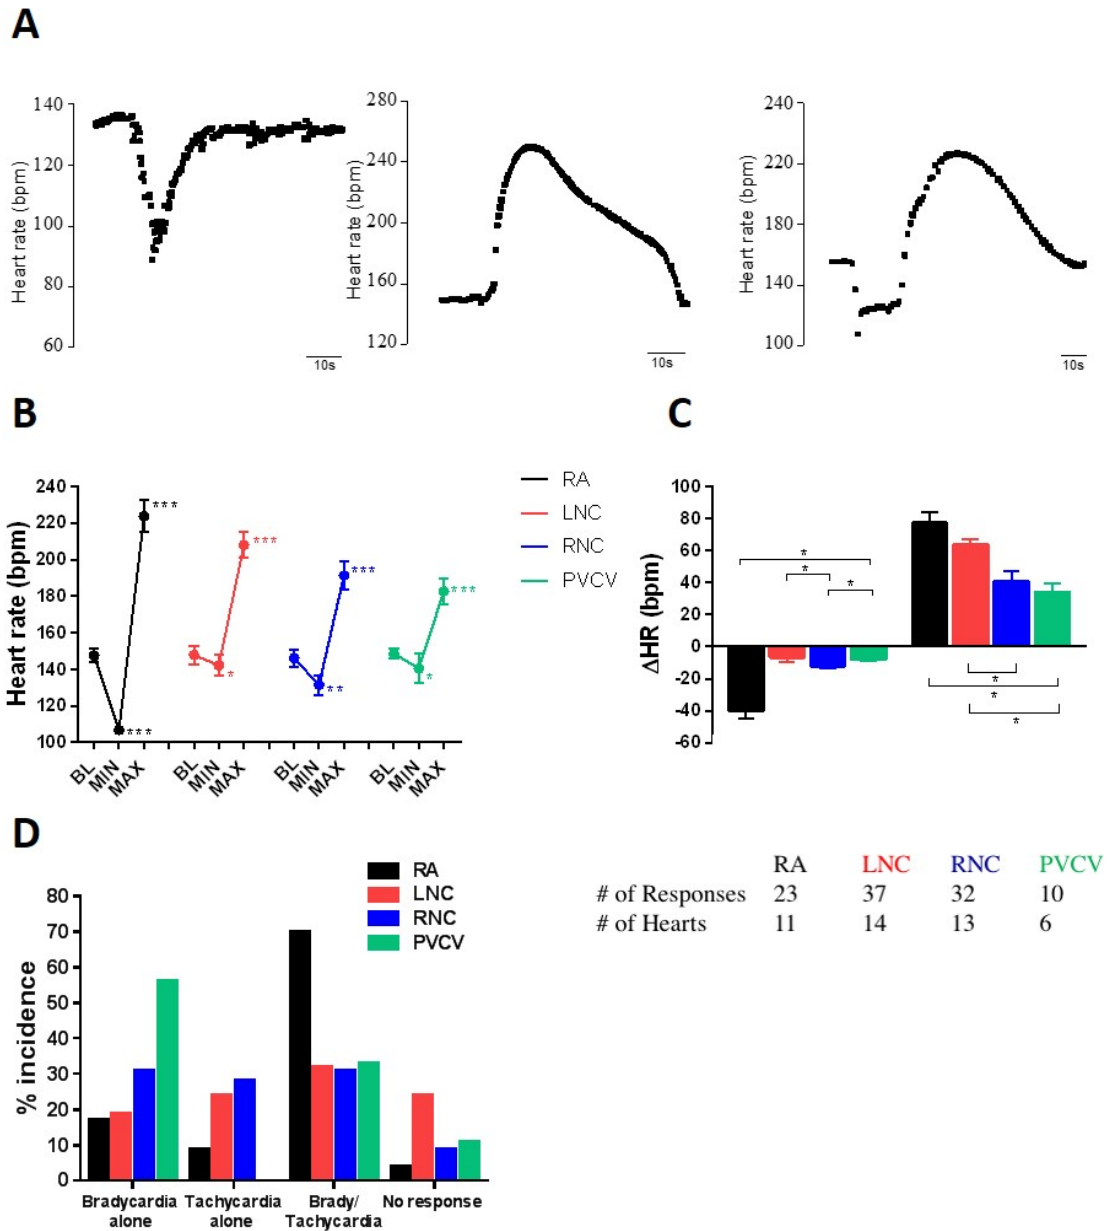 A
Heart rate (bpm)
140
120
100
80
60
10s
Heart rate (bpm)
280
240
200
160
120
10s
Heart rate (bpm)
240
220
180
140
100
10s
B
Heart rate (bpm)
240
220
200
180
160
140
120
100
***
***
***
*
***
**
***
*
BL MIN MAX BL MIN MAX BL MIN MAX BL MIN MAX
RA
LNC
RNC
PVCV
C
ΔHR (bpm)
100
80
60
40
20
0
-20
-40
-60
*
*
*
*
*
*
D
% incidence
80
70
60
50
40
30
20
10
0
RA
LNC
RNC
PVCV
Bradycardia alone
Tachycardia alone
Brady/ Tachycardia
No response
RA LNC RNC PVCV
# of Responses 23 37 32 10
# of Hearts 11 14 13 6